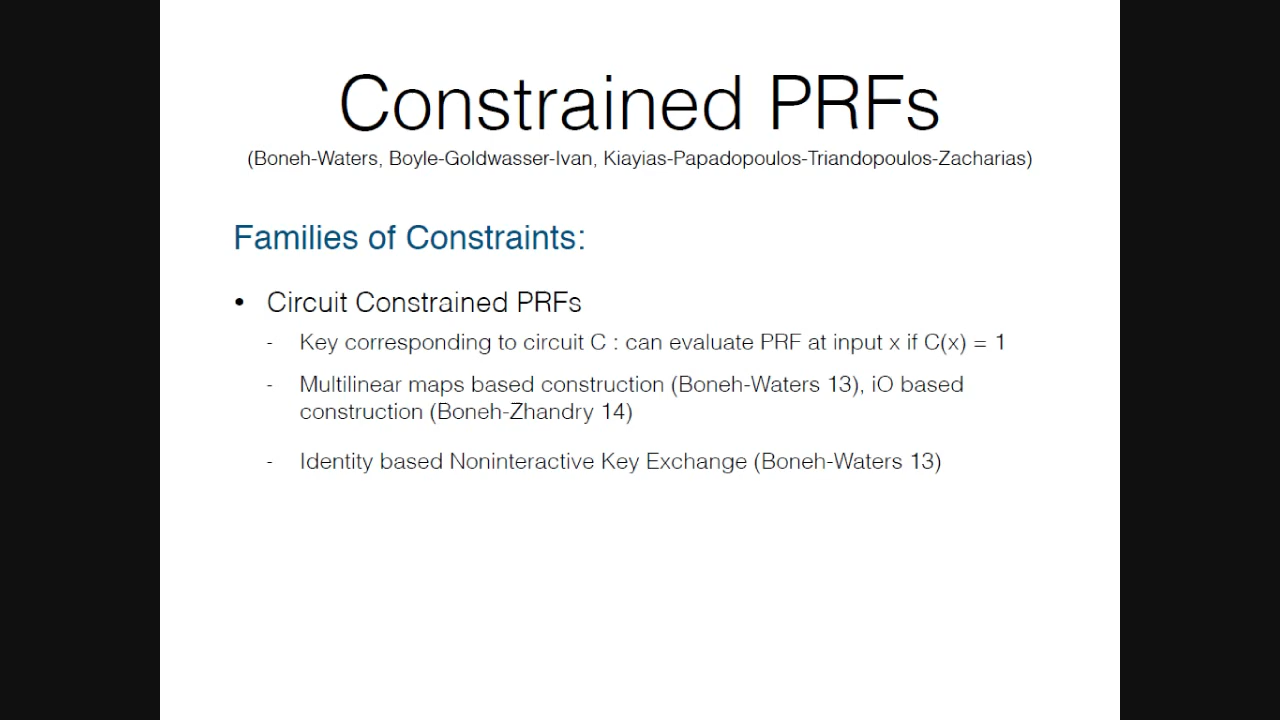 Constrained PRFs
(Boneh-Waters, Boyle-Goldwasser-Ivan, Kiayias-Papadopoulos-Triandopoulos-Zacharias)
Families of Constraints:
• Circuit Constrained PRFs
- Key corresponding to circuit C : can evaluate PRF at input x if C(x) = 1
- Multilinear maps based construction (Boneh-Waters 13), iO based
construction (Boneh-Zhandry 14)
- Identity based Noninteractive Key Exchange (Boneh-Waters 13)